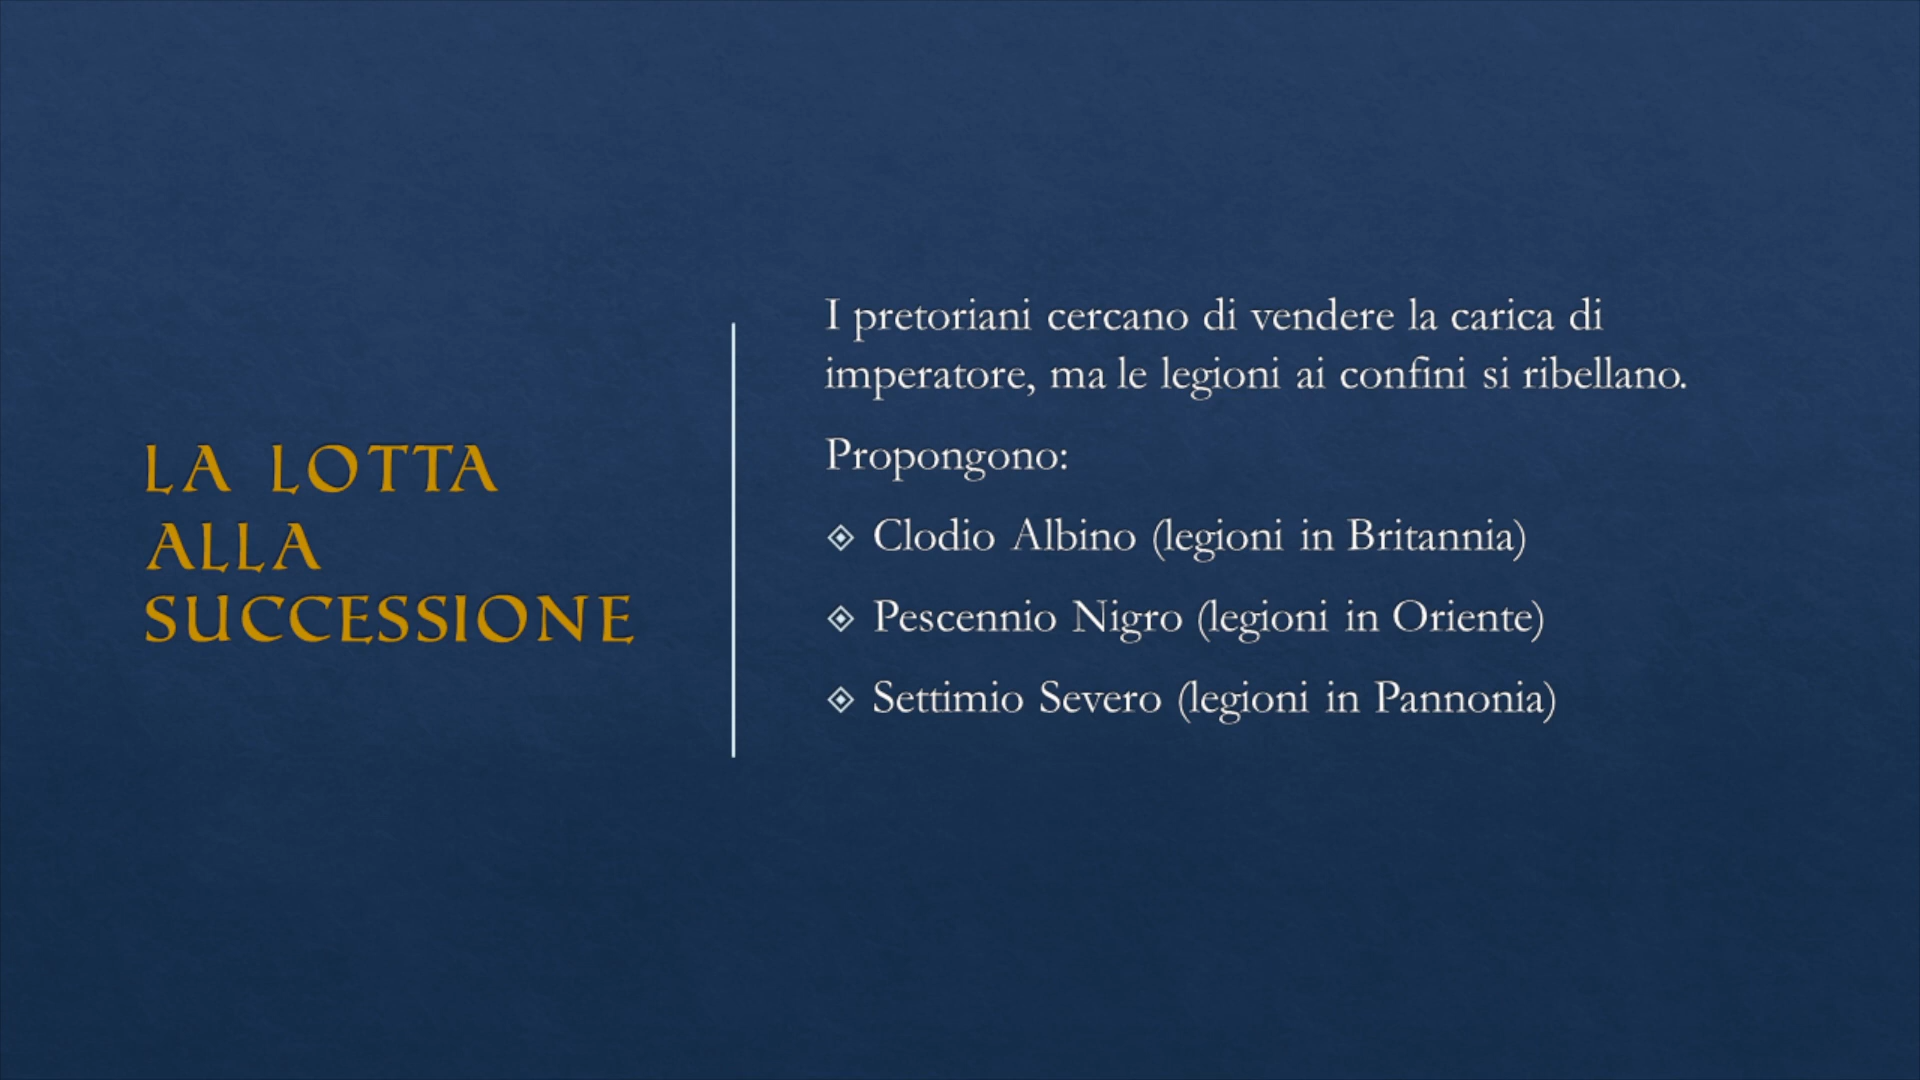 LA LOTTA
ALLA
SUCCESSIONE
I pretoriani cercano di vendere la carica di
imperatore, ma le legioni ai confini si ribellano.
Propongono:
Clodio Albino (legioni in Britannia)
Pescennio Nigro (legioni in Oriente)
Settimio Severo (legioni in Pannonia)